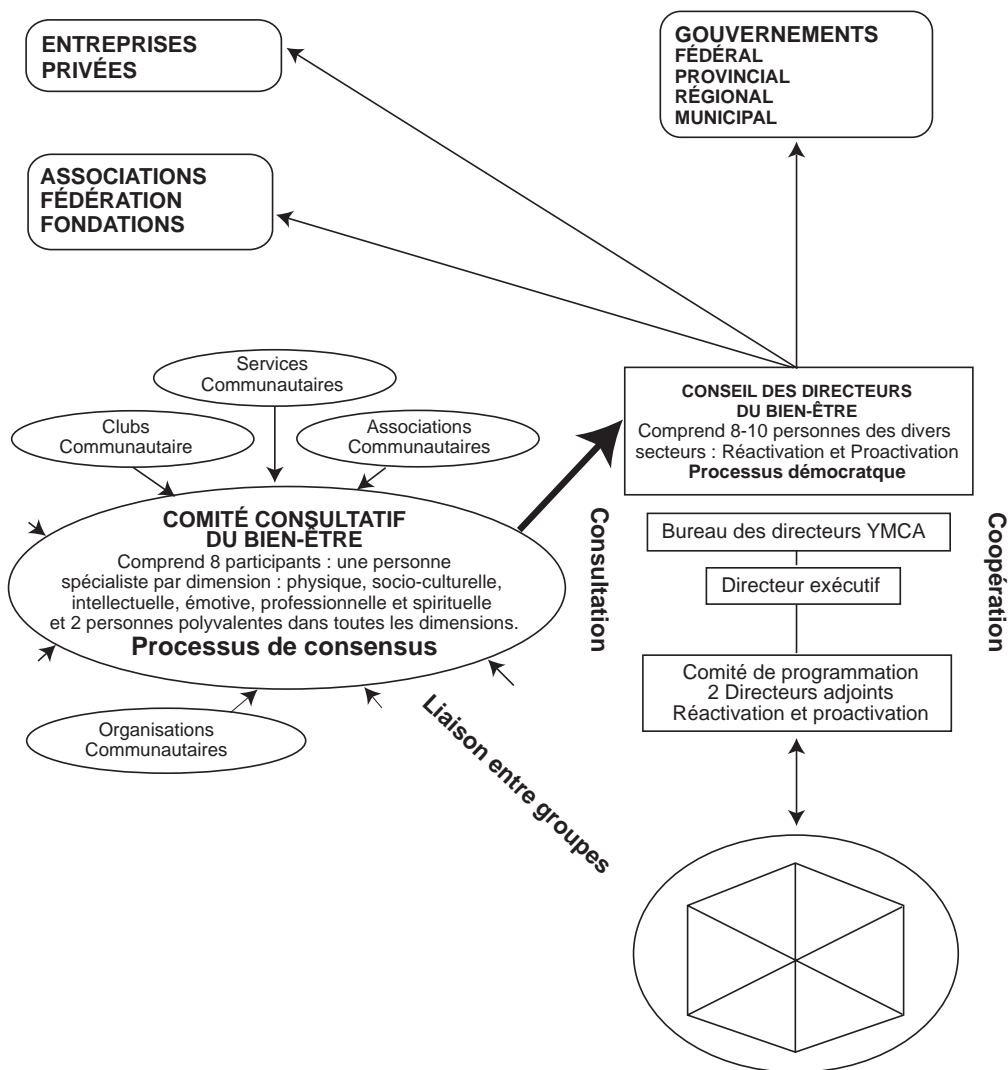 ENTREPRISES
PRIVÉES
GOUVERNEMENTS
FÉDÉRAL
PROVINCIAL
RÉGIONAL
MUNICIPAL
ASSOCIATIONS
FÉDÉRATION
FONDATIONS
Services
Communautaires
Clubs
Communautaire
Associations
Communautaires
CONSEIL DES DIRECTEURS
DU BIEN-ÊTRE
Comprend 8-10 personnes des divers
secteurs : Réactivation et Proactivation
Processus démocratque
COMITÉ CONSULTATIF
DU BIEN-ÊTRE
Comprend 8 participants : une personne
spécialiste par dimension : physique, socio-culturelle,
intellectuelle, émotive, professionnelle et spirituelle
et 2 personnes polyvalentes dans toutes les dimensions.
Processus de consensus
Consultation
Coopération
Bureau des directeurs YMCA
Directeur exécutif
Comité de programmation
2 Directeurs adjoints
Réactivation et proactivation
Organisations
Communautaires
Liaison entre groupes